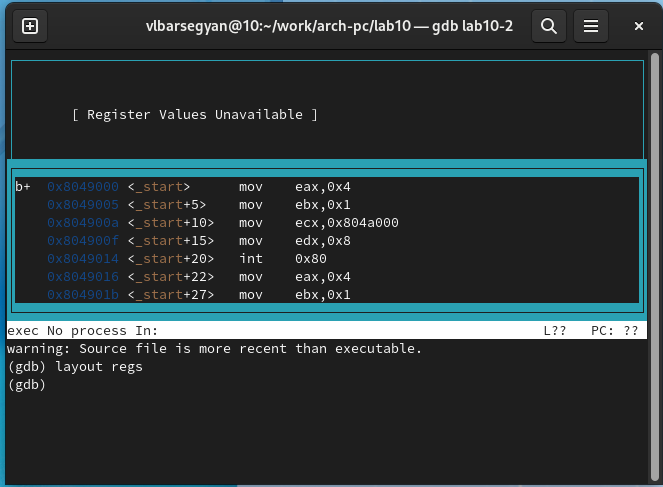 vlbarsegyan@10:~/work/arch-pc/lab10 — gdb lab10-2
[ Register Values Unavailable ]
b+ 0x8049000 <_start> mov eax,0x4
0x8049005 <_start+5> mov ebx,0x1
0x804900a <_start+10> mov ecx,0x804a000
0x804900f <_start+15> mov edx,0x8
0x8049014 <_start+20> int 0x80
0x8049016 <_start+22> mov eax,0x4
0x804901b <_start+27> mov ebx,0x1
exec No process In: L?? PC: ??
warning: Source file is more recent than executable.
(gdb) layout regs
(gdb)